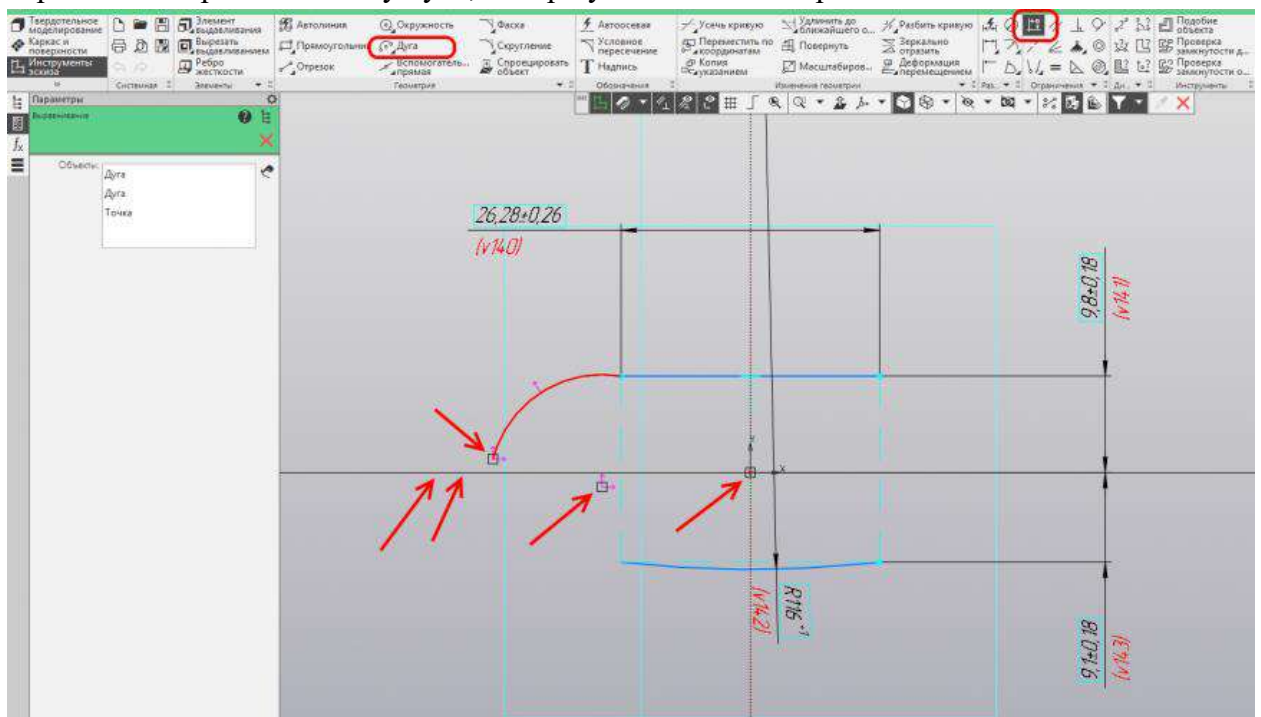 Твердотельное моделирование
Каркас и поверхности
Инструменты эскиза
Системная
Элемент выдавливания
Вырезать выдавливанием
Ребро жесткости
Элементы
Автолиния
Прямоугольник
Отрезок
Окружность
Дуга
Вспомогатель... прямая
Фаска
Скругление
Спроецировать объект
Геометрия
Автоосевая
Условное пересечение
Надпись
Обозначения
Усечь кривую
Переместить по координатам
Копия указанием
Удлинить до ближайшего о...
Повернуть
Масштабиров...
Разбить кривую
Зеркально отразить
Деформация перемещением
Изменение геометрии
Раз...
Ограничения
Ди...
Подобие объекта
Проверка замкнутости д...
Проверка замкнутости о...
Инструменты
Параметры
Выравнивание
Объекты:
Дуга
Дуга
Точка
26,28±0,26
(v140)
9,8±0,18
(v141)
Y
X
R116 +1
(v142)
9,1±0,18
(v143)